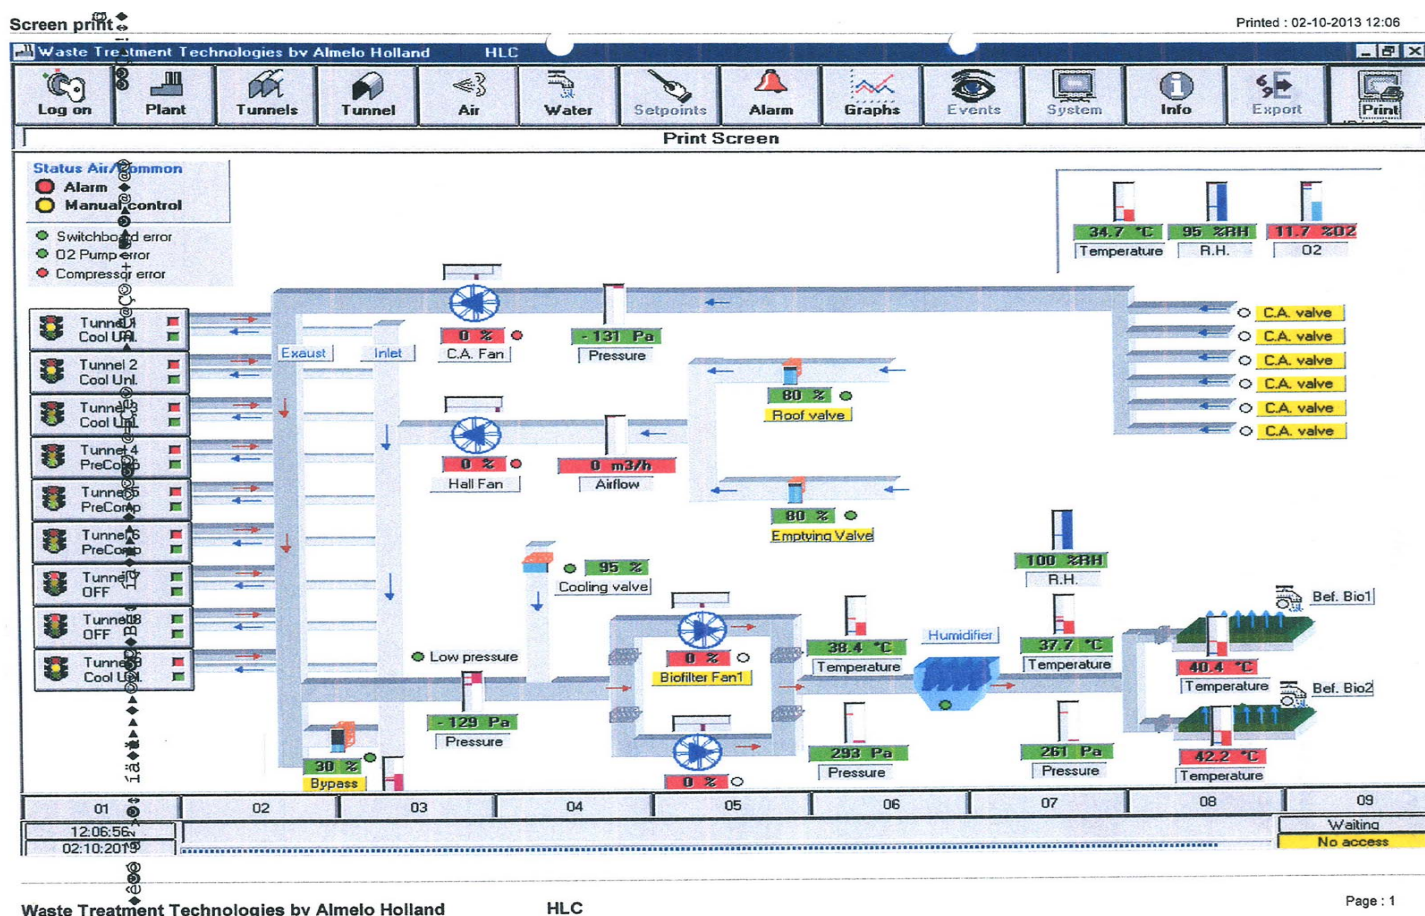 Screen print
Printed : 02-10-2013 12:06
Waste Treatment Technologies by Almelo Holland HLC
Log on Plant Tunnels Tunnel Air Water Setpoints Alarm Graphs Events System Info Export Print
Print Screen
Status Air/Common
Alarm
Manual control
Switchboard error
O2 Pump error
Compressor error
34.7 °C 95 %RH 11.7 %O2
Temperature R.H. O2
Tunnel 1
Cool Unl.
Tunnel 2
Cool Unl.
Tunnel 3
Cool Unl.
Tunnel 4
PreComp
Tunnel 5
PreComp
Tunnel 6
PreComp
Tunnel 7
OFF
Tunnel 8
OFF
Tunnel 9
Cool Unl.
Exaust Inlet
0 %
C.A. Fan
- 131 Pa
Pressure
C.A. valve
C.A. valve
C.A. valve
C.A. valve
C.A. valve
C.A. valve
80 %
Roof valve
0 %
Hall Fan
0 m3/h
Airflow
80 %
Emptying Valve
95 %
Cooling valve
100 %RH
R.H.
Low pressure
- 129 Pa
Pressure
0 %
Biofilter Fan1
0 %
38.4 °C
Temperature
Humidifier
37.7 °C
Temperature
293 Pa
Pressure
261 Pa
Pressure
Bef. Bio1
40.4 °C
Temperature
Bef. Bio2
42.2 °C
Temperature
30 %
Bypass
01 02 03 04 05 06 07 08 09
12:06:56
02:10:2013
Waiting
No access
Waste Treatment Technologies by Almelo Holland HLC
Page : 1